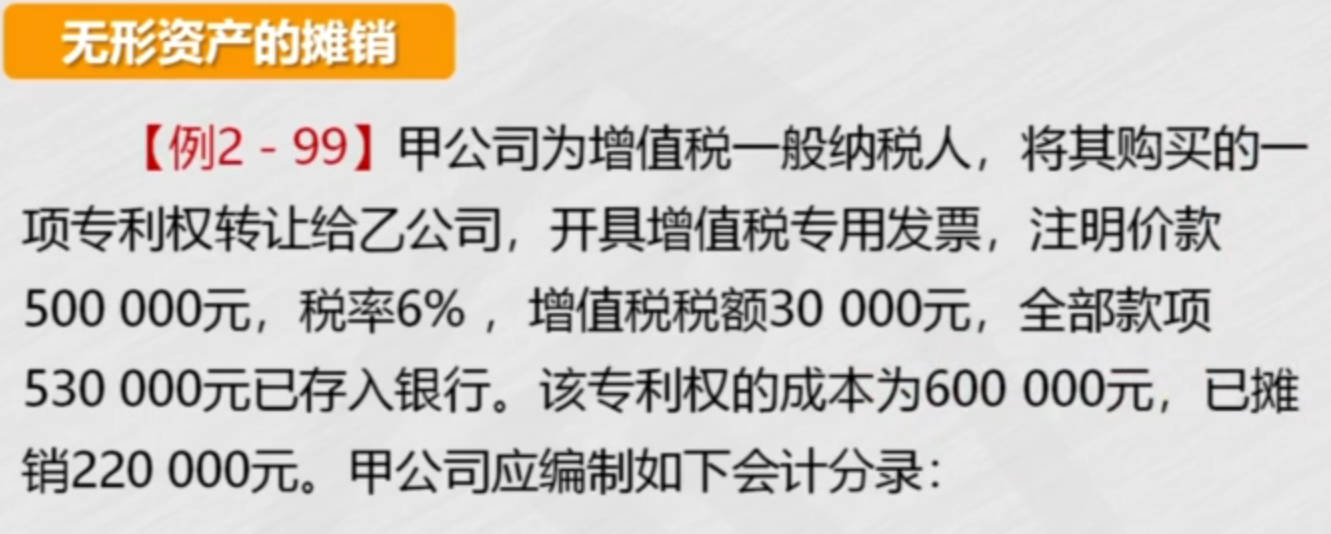 无形资产的摊销
【例2－99】甲公司为增值税一般纳税人，将其购买的一
项专利权转让给乙公司，开具增值税专用发票，注明价款
500 000元，税率6%，增值税税额30 000元，全部款项
530 000元已存入银行。该专利权的成本为600 000元，已摊
销220 000元。甲公司应编制如下会计分录：